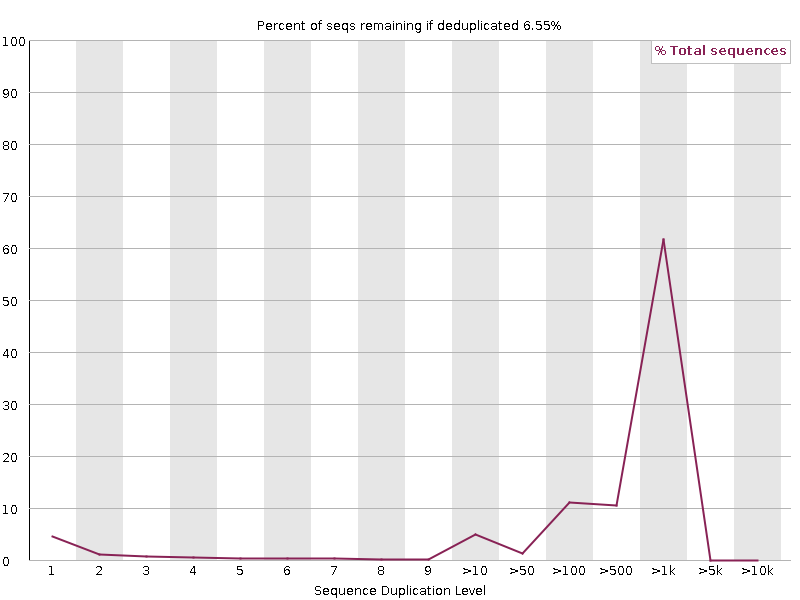 Percent of seqs remaining if deduplicated 6.55%
% Total sequences
100
90
80
70
60
50
40
30
20
10
0
1 2 3 4 5 6 7 8 9 >10 >50 >100 >500 >1k >5k >10k
Sequence Duplication Level